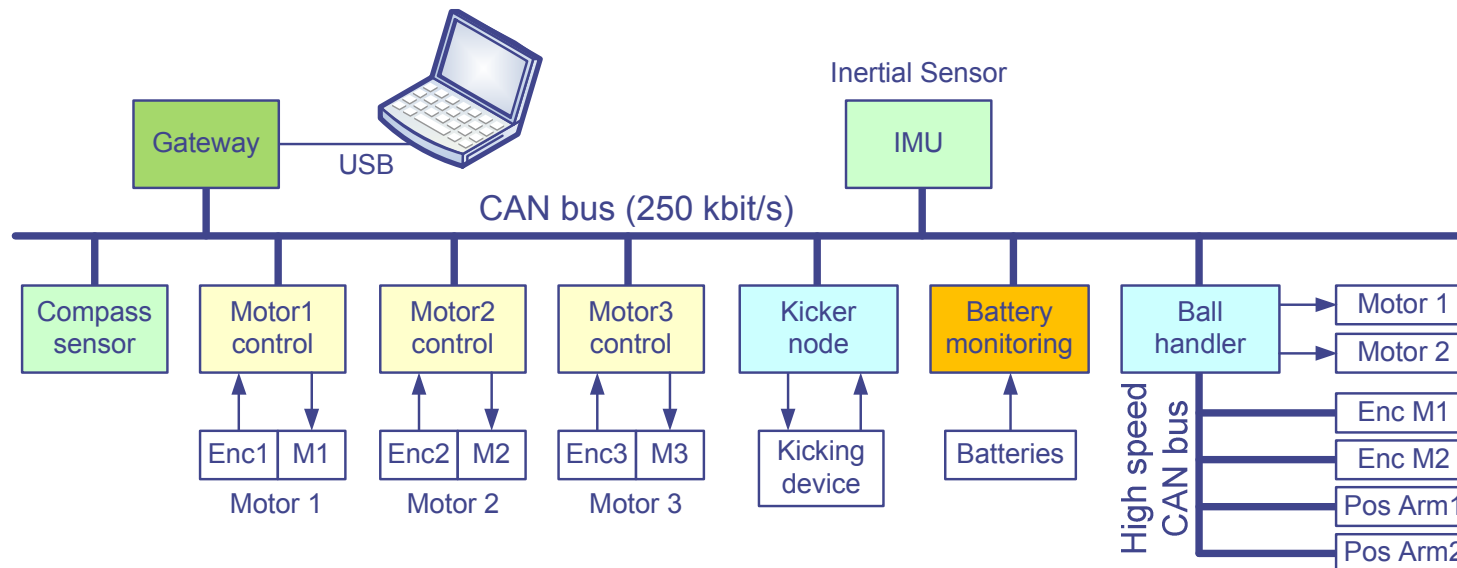 Inertial Sensor
Gateway
USB
IMU
CAN bus (250 kbit/s)
Compass
sensor
Motor1
control
Motor2
control
Motor3
control
Kicker
node
Battery
monitoring
Ball
handler
Motor 1
Motor 2
Enc1
M1
Enc2
M2
Enc3
M3
Kicking
device
Batteries
Motor 1
Motor 2
Motor 3
High speed
CAN bus
Enc M1
Enc M2
Pos Arm1
Pos Arm2